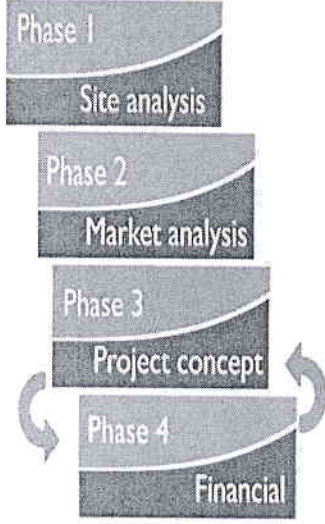 Phase 1
Site analysis
Phase 2
Market analysis
Phase 3
Project concept
Phase 4
Financial